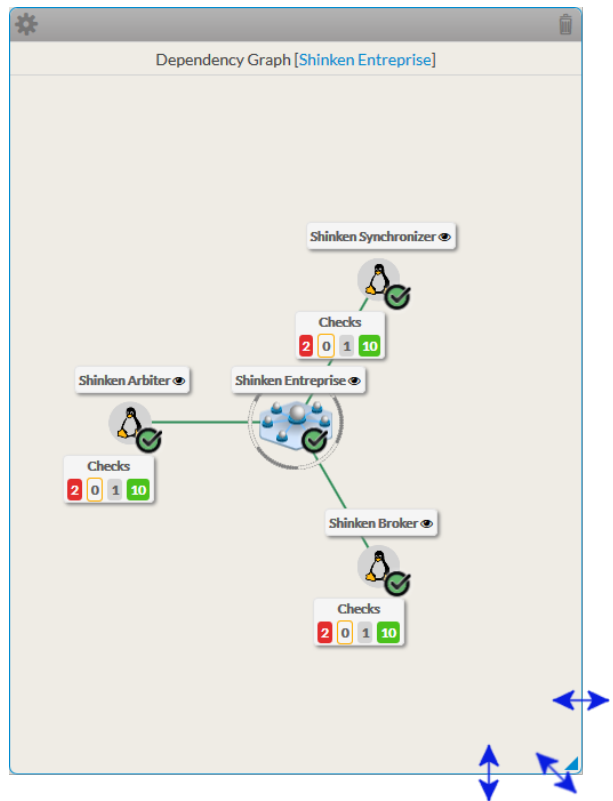 Dependency Graph [Shinken Entreprise]
Shinken Synchronizer
Checks
2 0 1 10
Shinken Arbiter
Shinken Entreprise
Checks
2 0 1 10
Shinken Broker
Checks
2 0 1 10